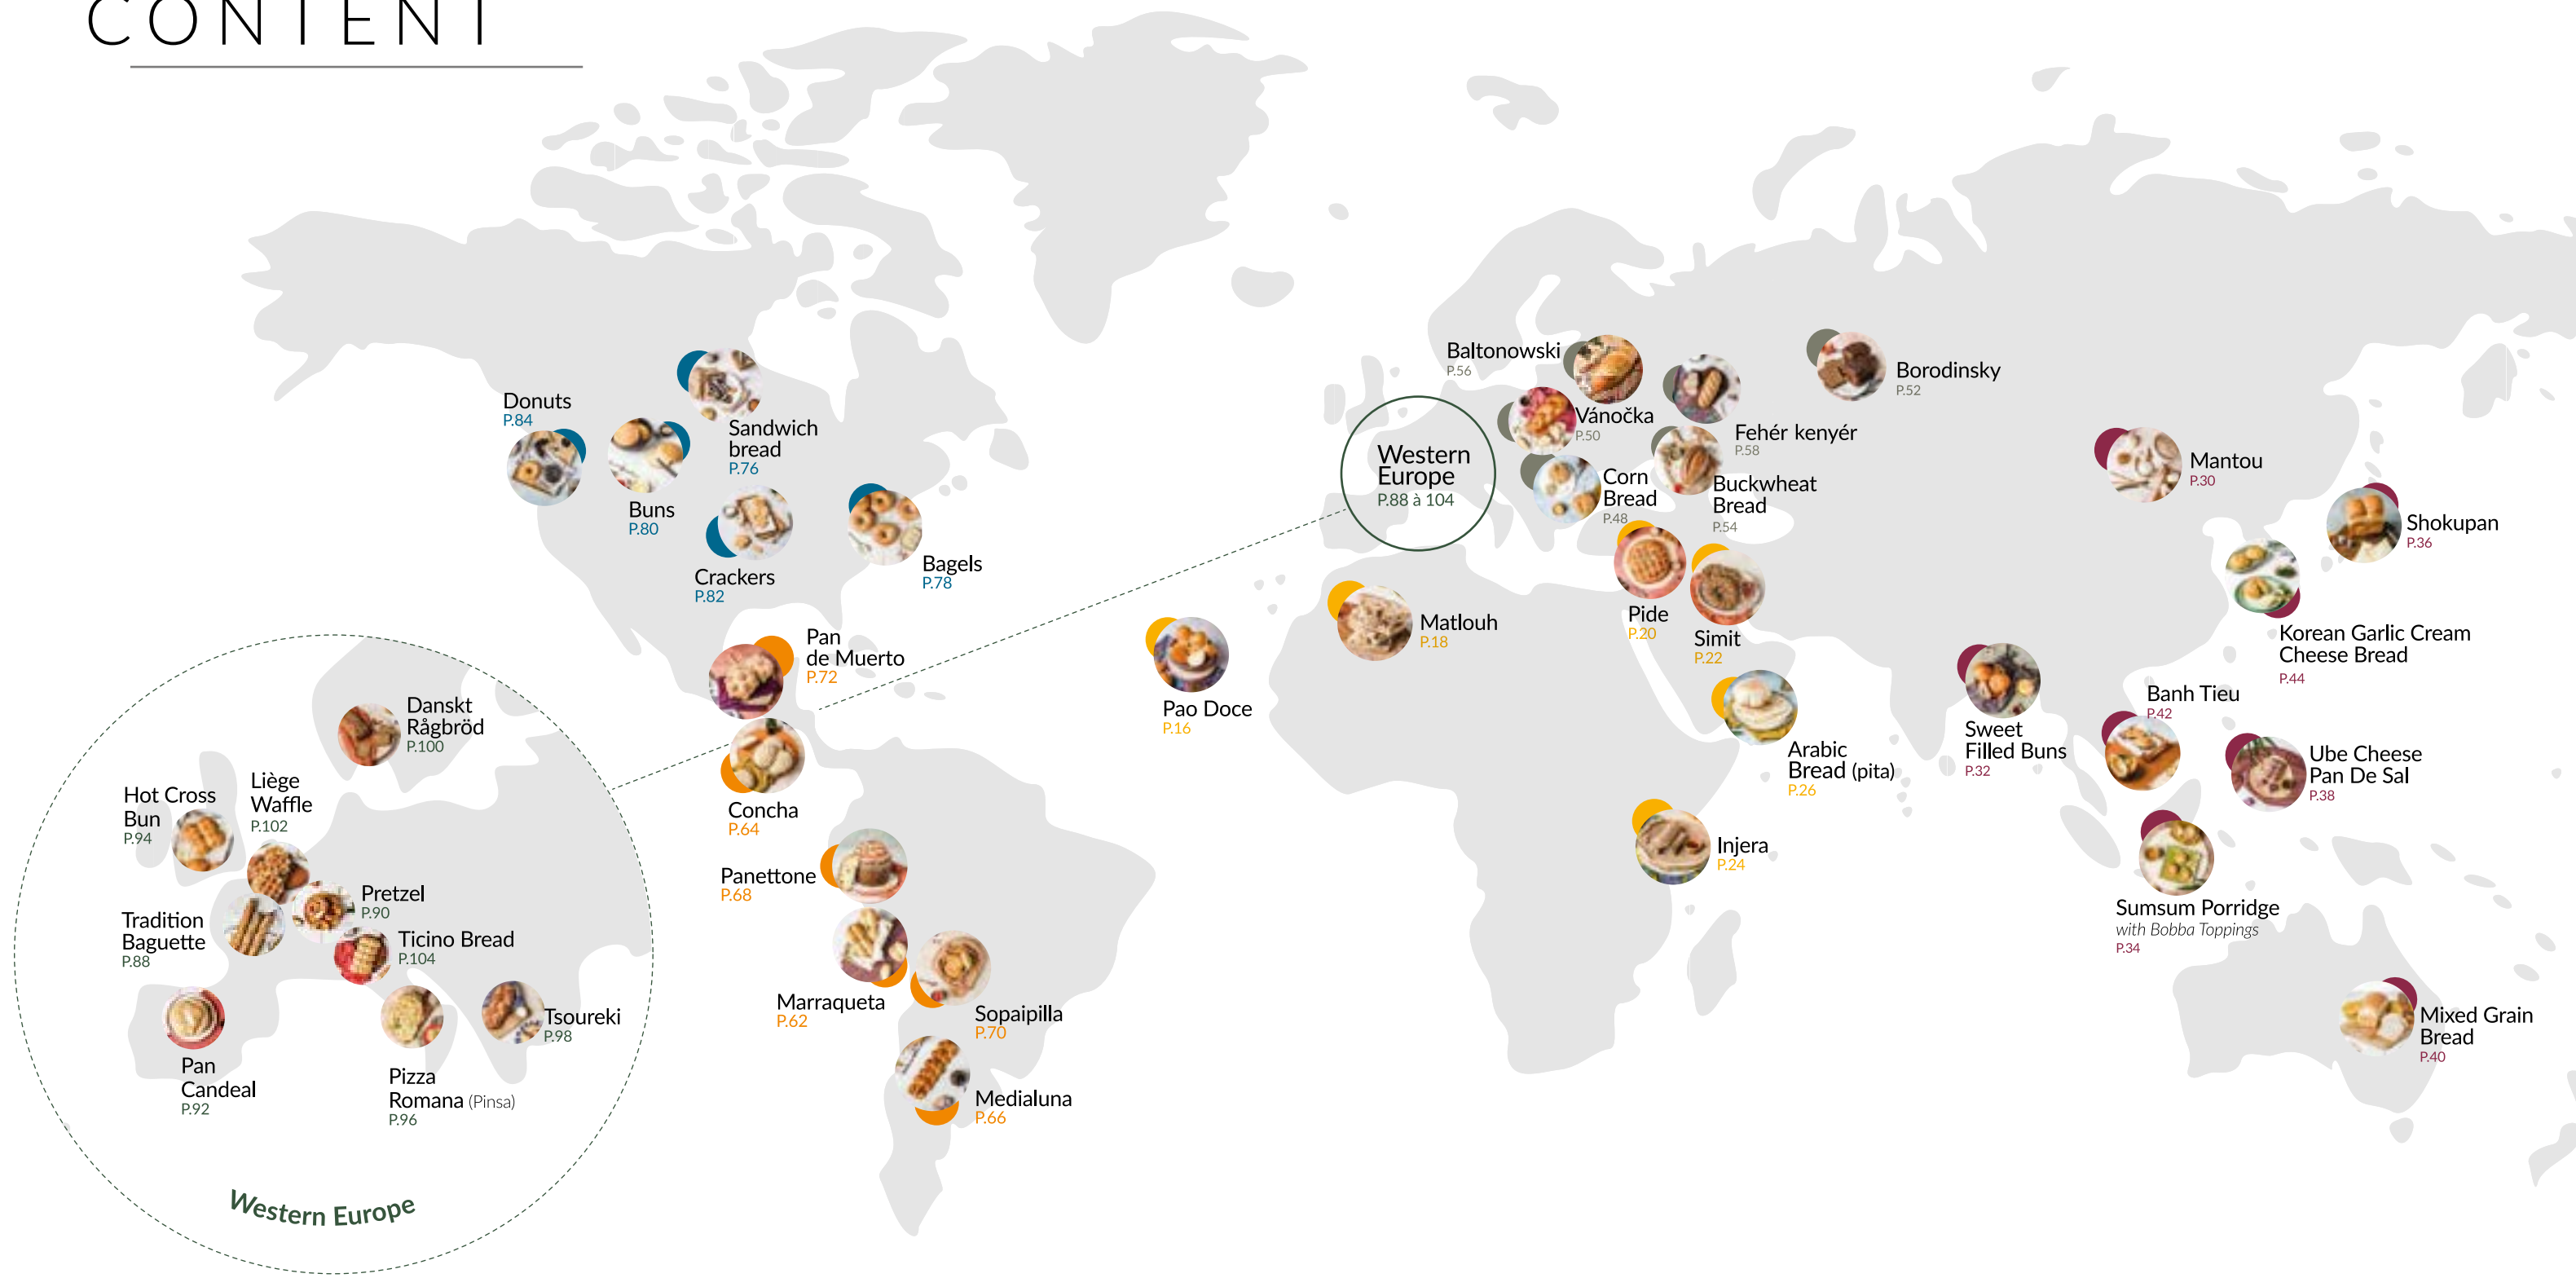 CONTENT
Donuts
P.84
Sandwich
bread
P.76
Buns
P.80
Crackers
P.82
Bagels
P.78
Pan
de Muerto
P.72
Concha
P.64
Panettone
P.68
Marraqueta
P.62
Sopaipilla
P.70
Medialuna
P.66
Danskt
Rågbröd
P.100
Liège
Waffle
P.102
Hot Cross
Bun
P.94
Pretzel
P.90
Tradition
Baguette
P.88
Ticino Bread
P.104
Tsoureki
P.98
Pan
Candeal
P.92
Pizza
Romana (Pinsa)
P.96
Western Europe
Western
Europe
P.88 à 104
Baltonowski
P.56
Vánočka
P.50
Fehér kenyér
P.58
Borodinsky
P.52
Corn
Bread
P.48
Buckwheat
Bread
P.54
Pao Doce
P.16
Matlouh
P.18
Pide
P.20
Simit
P.22
Arabic
Bread (pita)
P.26
Injera
P.24
Mantou
P.30
Shokupan
P.36
Korean Garlic Cream
Cheese Bread
P.44
Sweet
Filled Buns
P.32
Banh Tieu
P.42
Ube Cheese
Pan De Sal
P.38
Sumsum Porridge
with Bobba Toppings
P.34
Mixed Grain
Bread
P.40